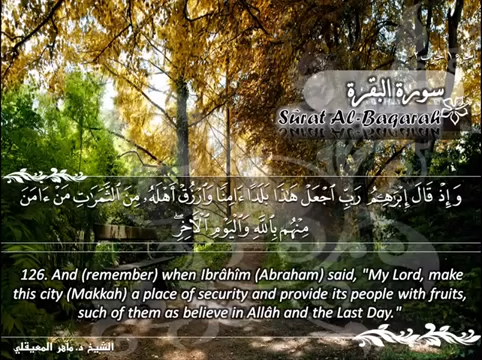 سورة البقرة
Sûrat Al-Baqarah
وَإِذْ قَالَ إِبْرَٰهِـۧمُ رَبِّ ٱجْعَلْ هَٰذَا بَلَدًا ءَامِنًا وَٱرْزُقْ أَهْلَهُۥ مِنَ ٱلثَّمَرَٰتِ مَنْ ءَامَنَ
مِنْهُم بِٱللَّهِ وَٱلْيَوْمِ ٱلْءَاخِرِ ۖ
126. And (remember) when Ibrâhîm (Abraham) said, "My Lord, make
this city (Makkah) a place of security and provide its people with fruits,
such of them as believe in Allâh and the Last Day."
الشيخ د. ماهر المعيقلي